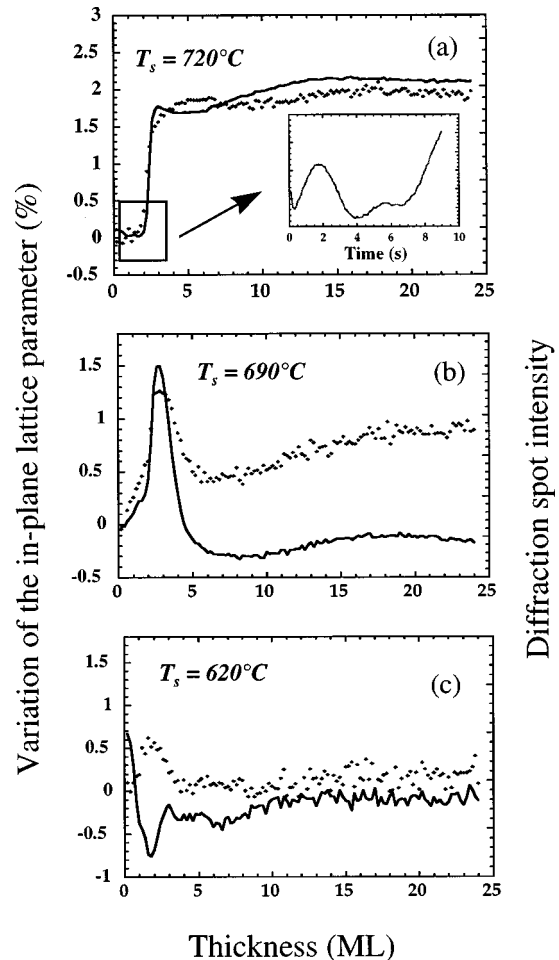 Variation of the in-plane lattice parameter (%)
Diffraction spot intensity
3
2.5
2
1.5
1
0.5
0
-0.5
T_s = 720°C
(a)
0 2 4 6 8 10
Time (s)
0 5 10 15 20 25
1.5
1
0.5
0
-0.5
T_s = 690°C
(b)
0 5 10 15 20 25
1.5
1
0.5
0
-0.5
-1
T_s = 620°C
(c)
0 5 10 15 20 25
Thickness (ML)